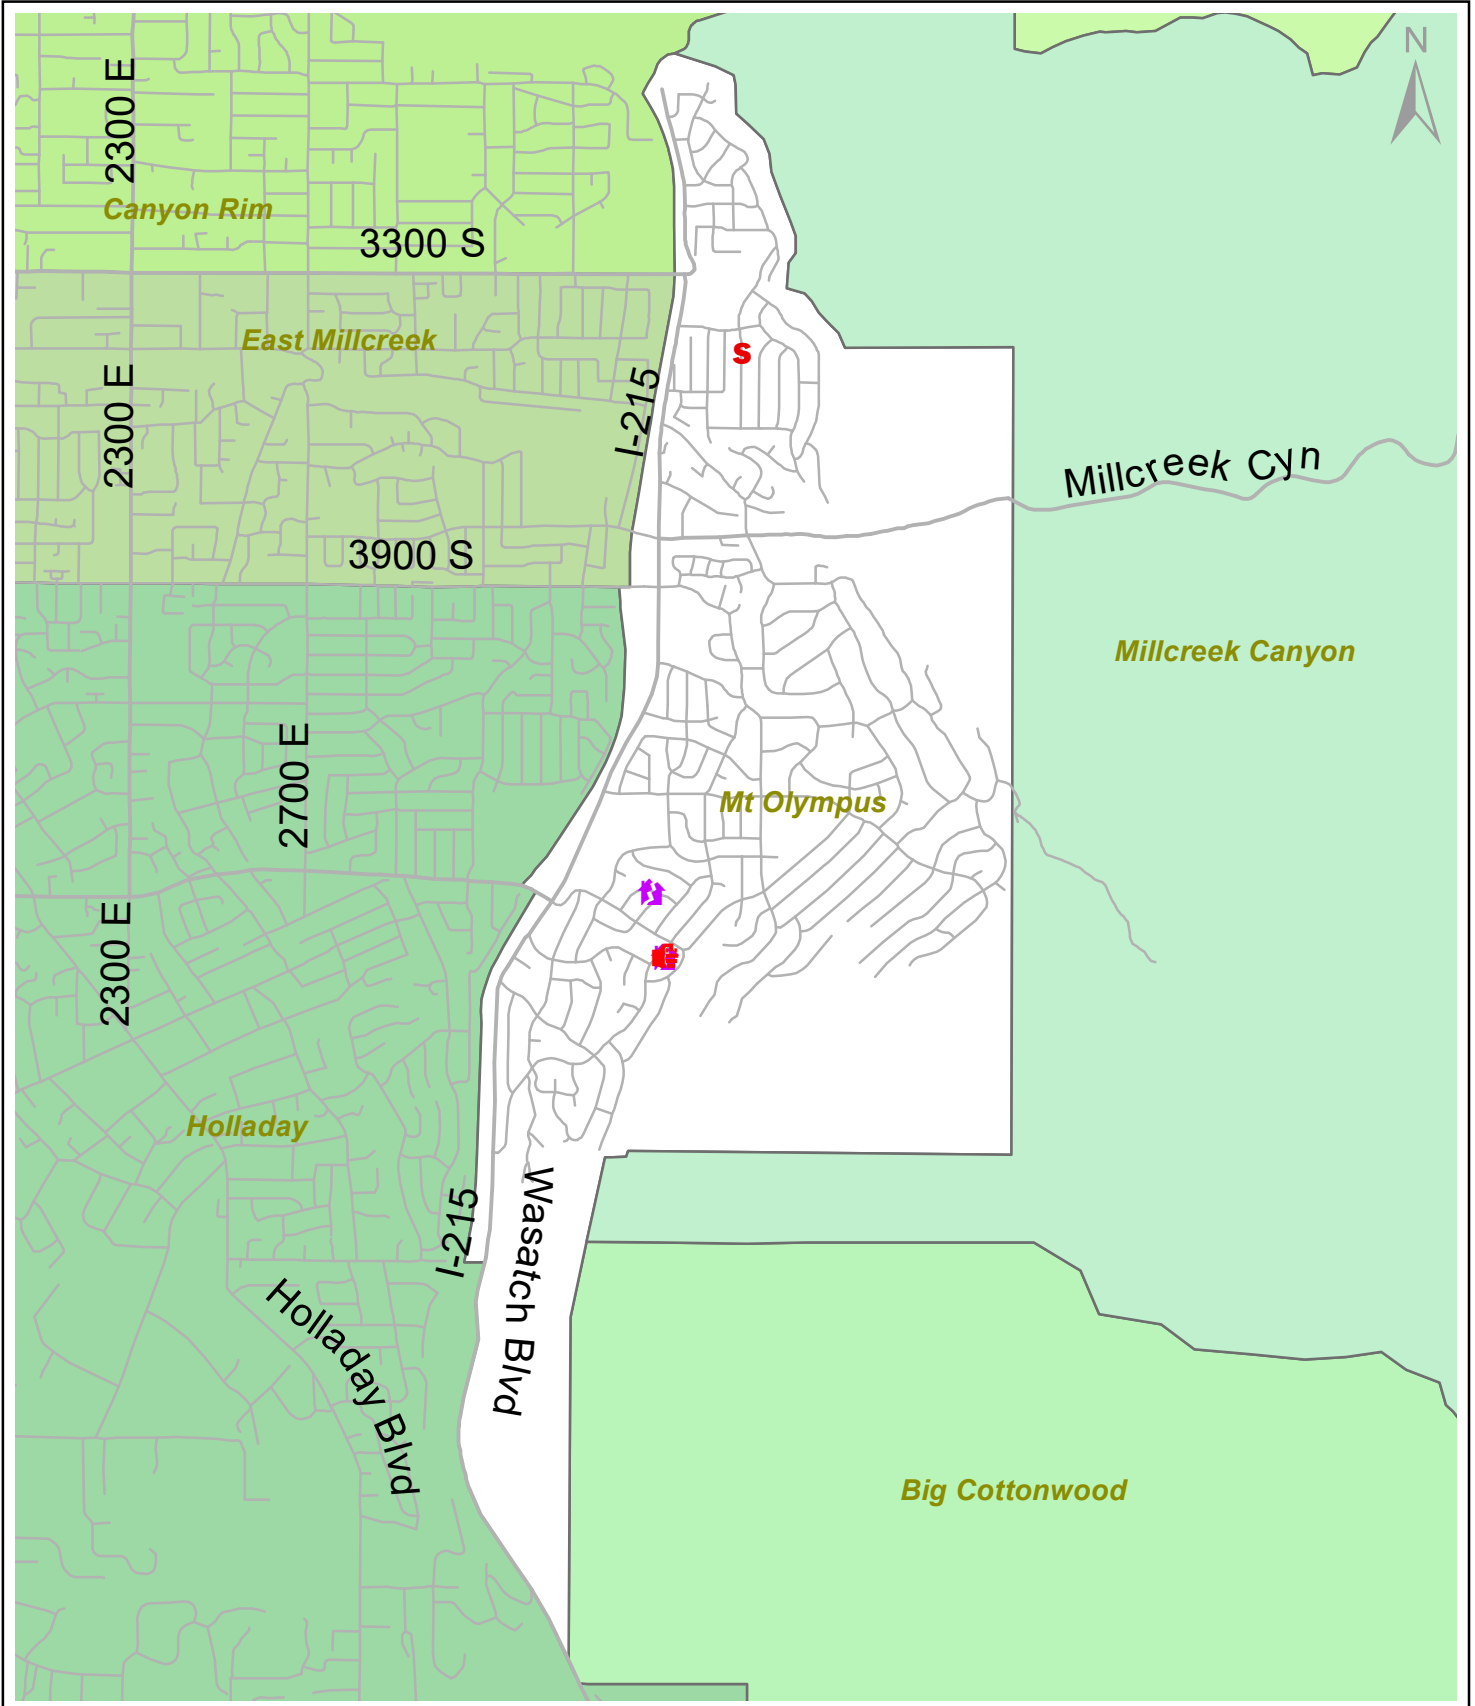 N
2300 E
Canyon Rim
3300 S
East Millcreek
2300 E
S
I-215
Millcreek Cyn
3900 S
Millcreek Canyon
2700 E
Mt Olympus
2300 E
Holladay
I-215
Wasatch Blvd
Holladay Blvd
Big Cottonwood